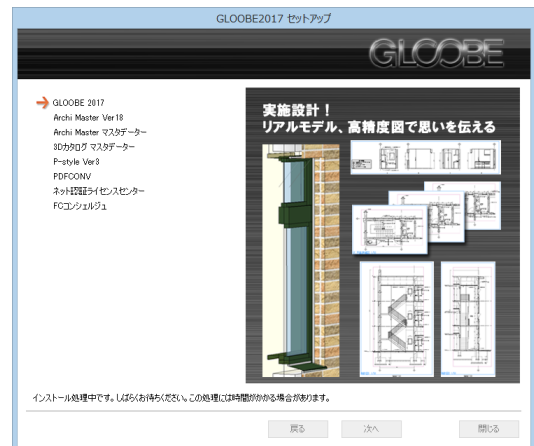 GLOOBE2017 セットアップ
GLOOBE
GLOOBE 2017
Archi Master Ver18
Archi Master マスタデーター
3Dカタログ マスタデーター
P-style Ver8
PDFCONV
ネット認証ライセンスセンター
FCコンシェルジュ
実施設計！
リアルモデル、高精度図で思いを伝える
インストール処理中です。しばらくお待ちください。この処理には時間がかかる場合があります。
戻る
次へ
閉じる